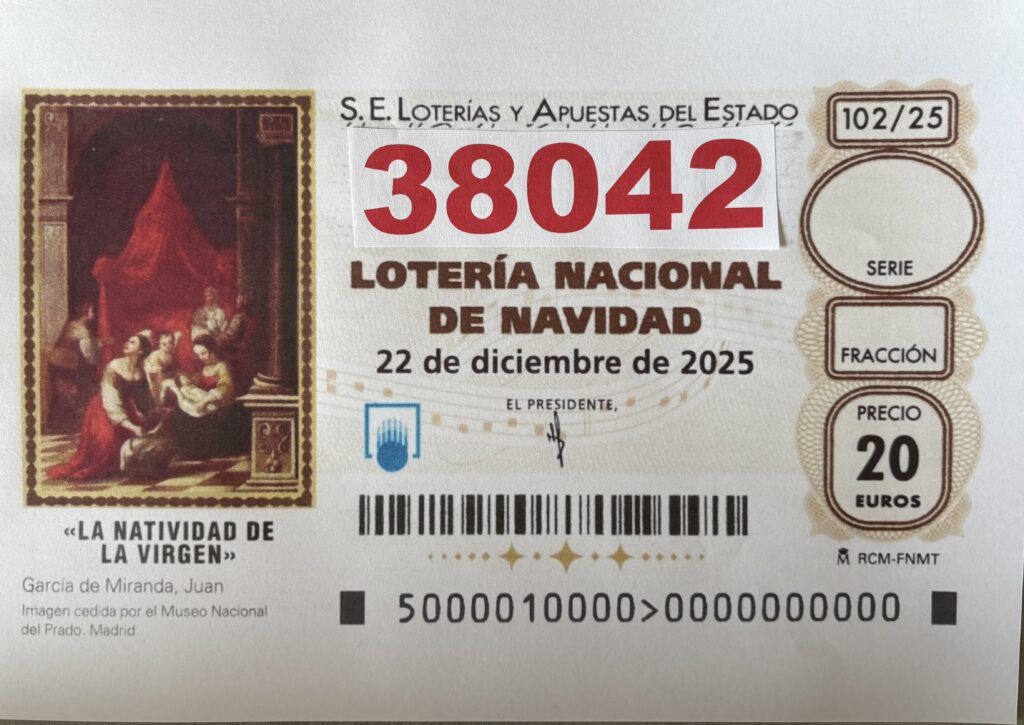 S. E. LOTERÍAS Y APUESTAS DEL ESTADO
38042
LOTERÍA NACIONAL
DE NAVIDAD
22 de diciembre de 2025
EL PRESIDENTE,
102/25
SERIE
FRACCIÓN
PRECIO
20
EUROS
RCM-FNMT
«LA NATIVIDAD DE
LA VIRGEN»
García de Miranda, Juan
Imagen cedida por el Museo Nacional
del Prado. Madrid
5000010000>0000000000